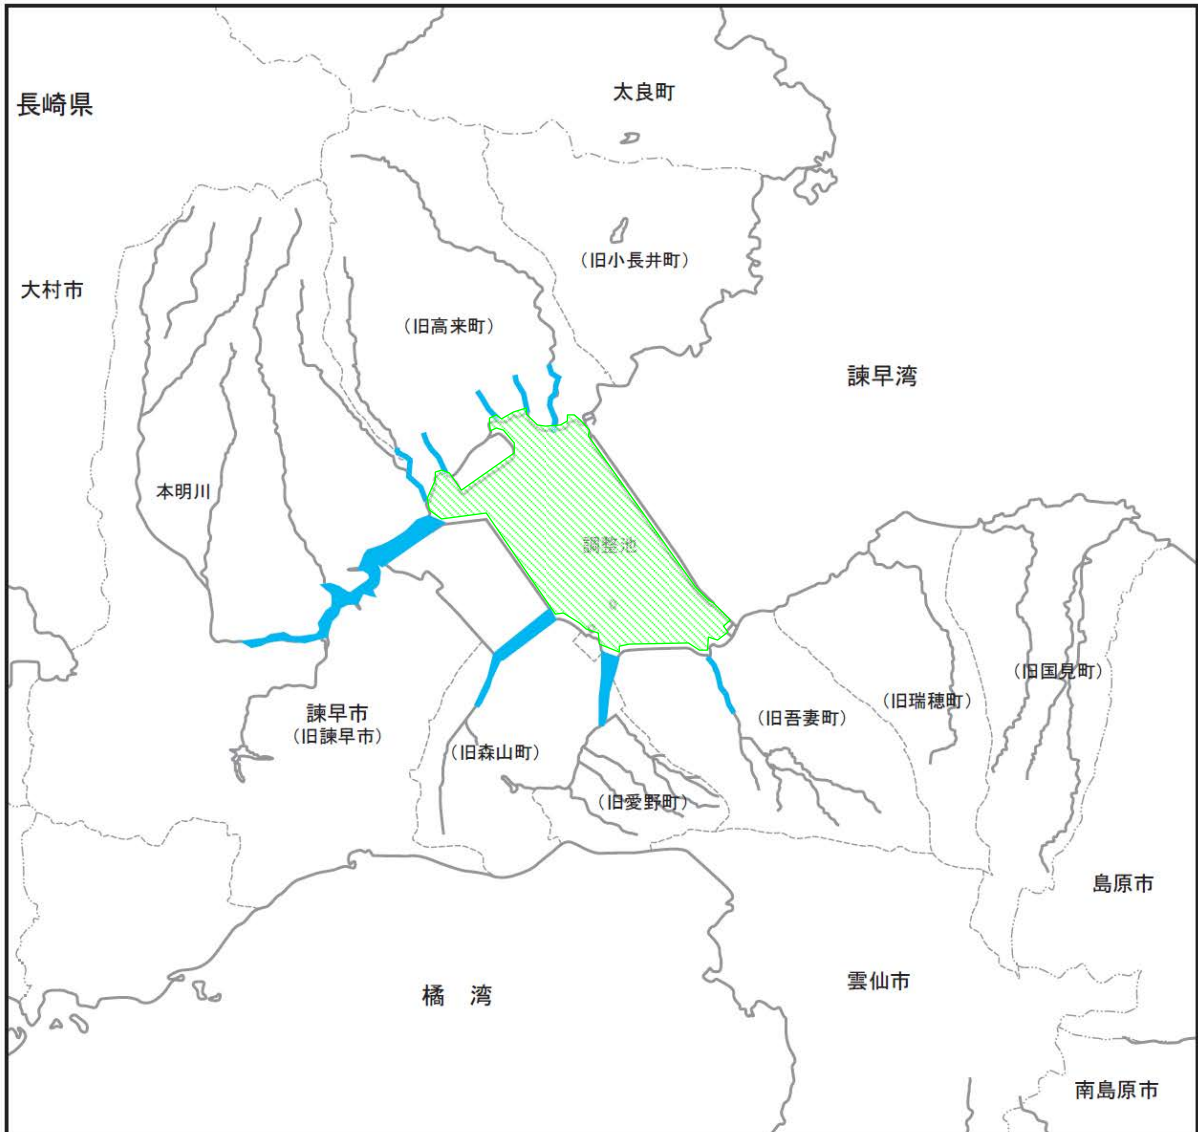 太良町
長崎県
(旧小長井町)
大村市
(旧高来町)
諫早湾
本明川
調整池
(旧国見町)
(旧瑞穂町)
諫早市
(旧諫早市)
(旧吾妻町)
(旧森山町)
(旧愛野町)
島原市
雲仙市
橘 湾
南島原市